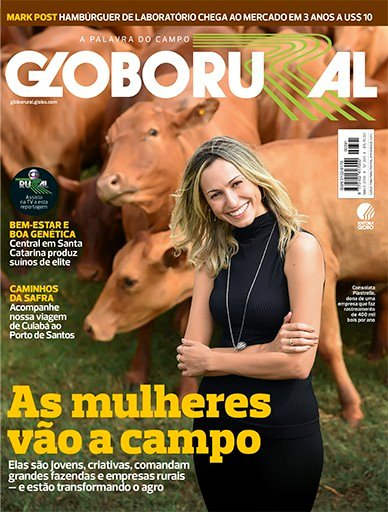 MARK POST HAMBÚRGUER DE LABORATÓRIO CHEGA AO MERCADO EM 3 ANOS A US$ 10
A PALAVRA DO CAMPO
GLOBORURAL
globorural.globo.com
RURAL
Assista
na TV a esta
reportagem
BEM-ESTAR E
BOA GENÉTICA
Central em Santa
Catarina produz
suínos de elite
CAMINHOS
DA SAFRA
Acompanhe
nossa viagem
de Cuiabá ao
Porto de Santos
EDITORA
GLOBO
Consolata
Piastrella,
dona de uma
empresa que faz
rastreamento
de 400 mil
bois por ano
As mulheres
vão a campo
Elas são jovens, criativas, comandam
grandes fazendas e empresas rurais
— e estão transformando o agro